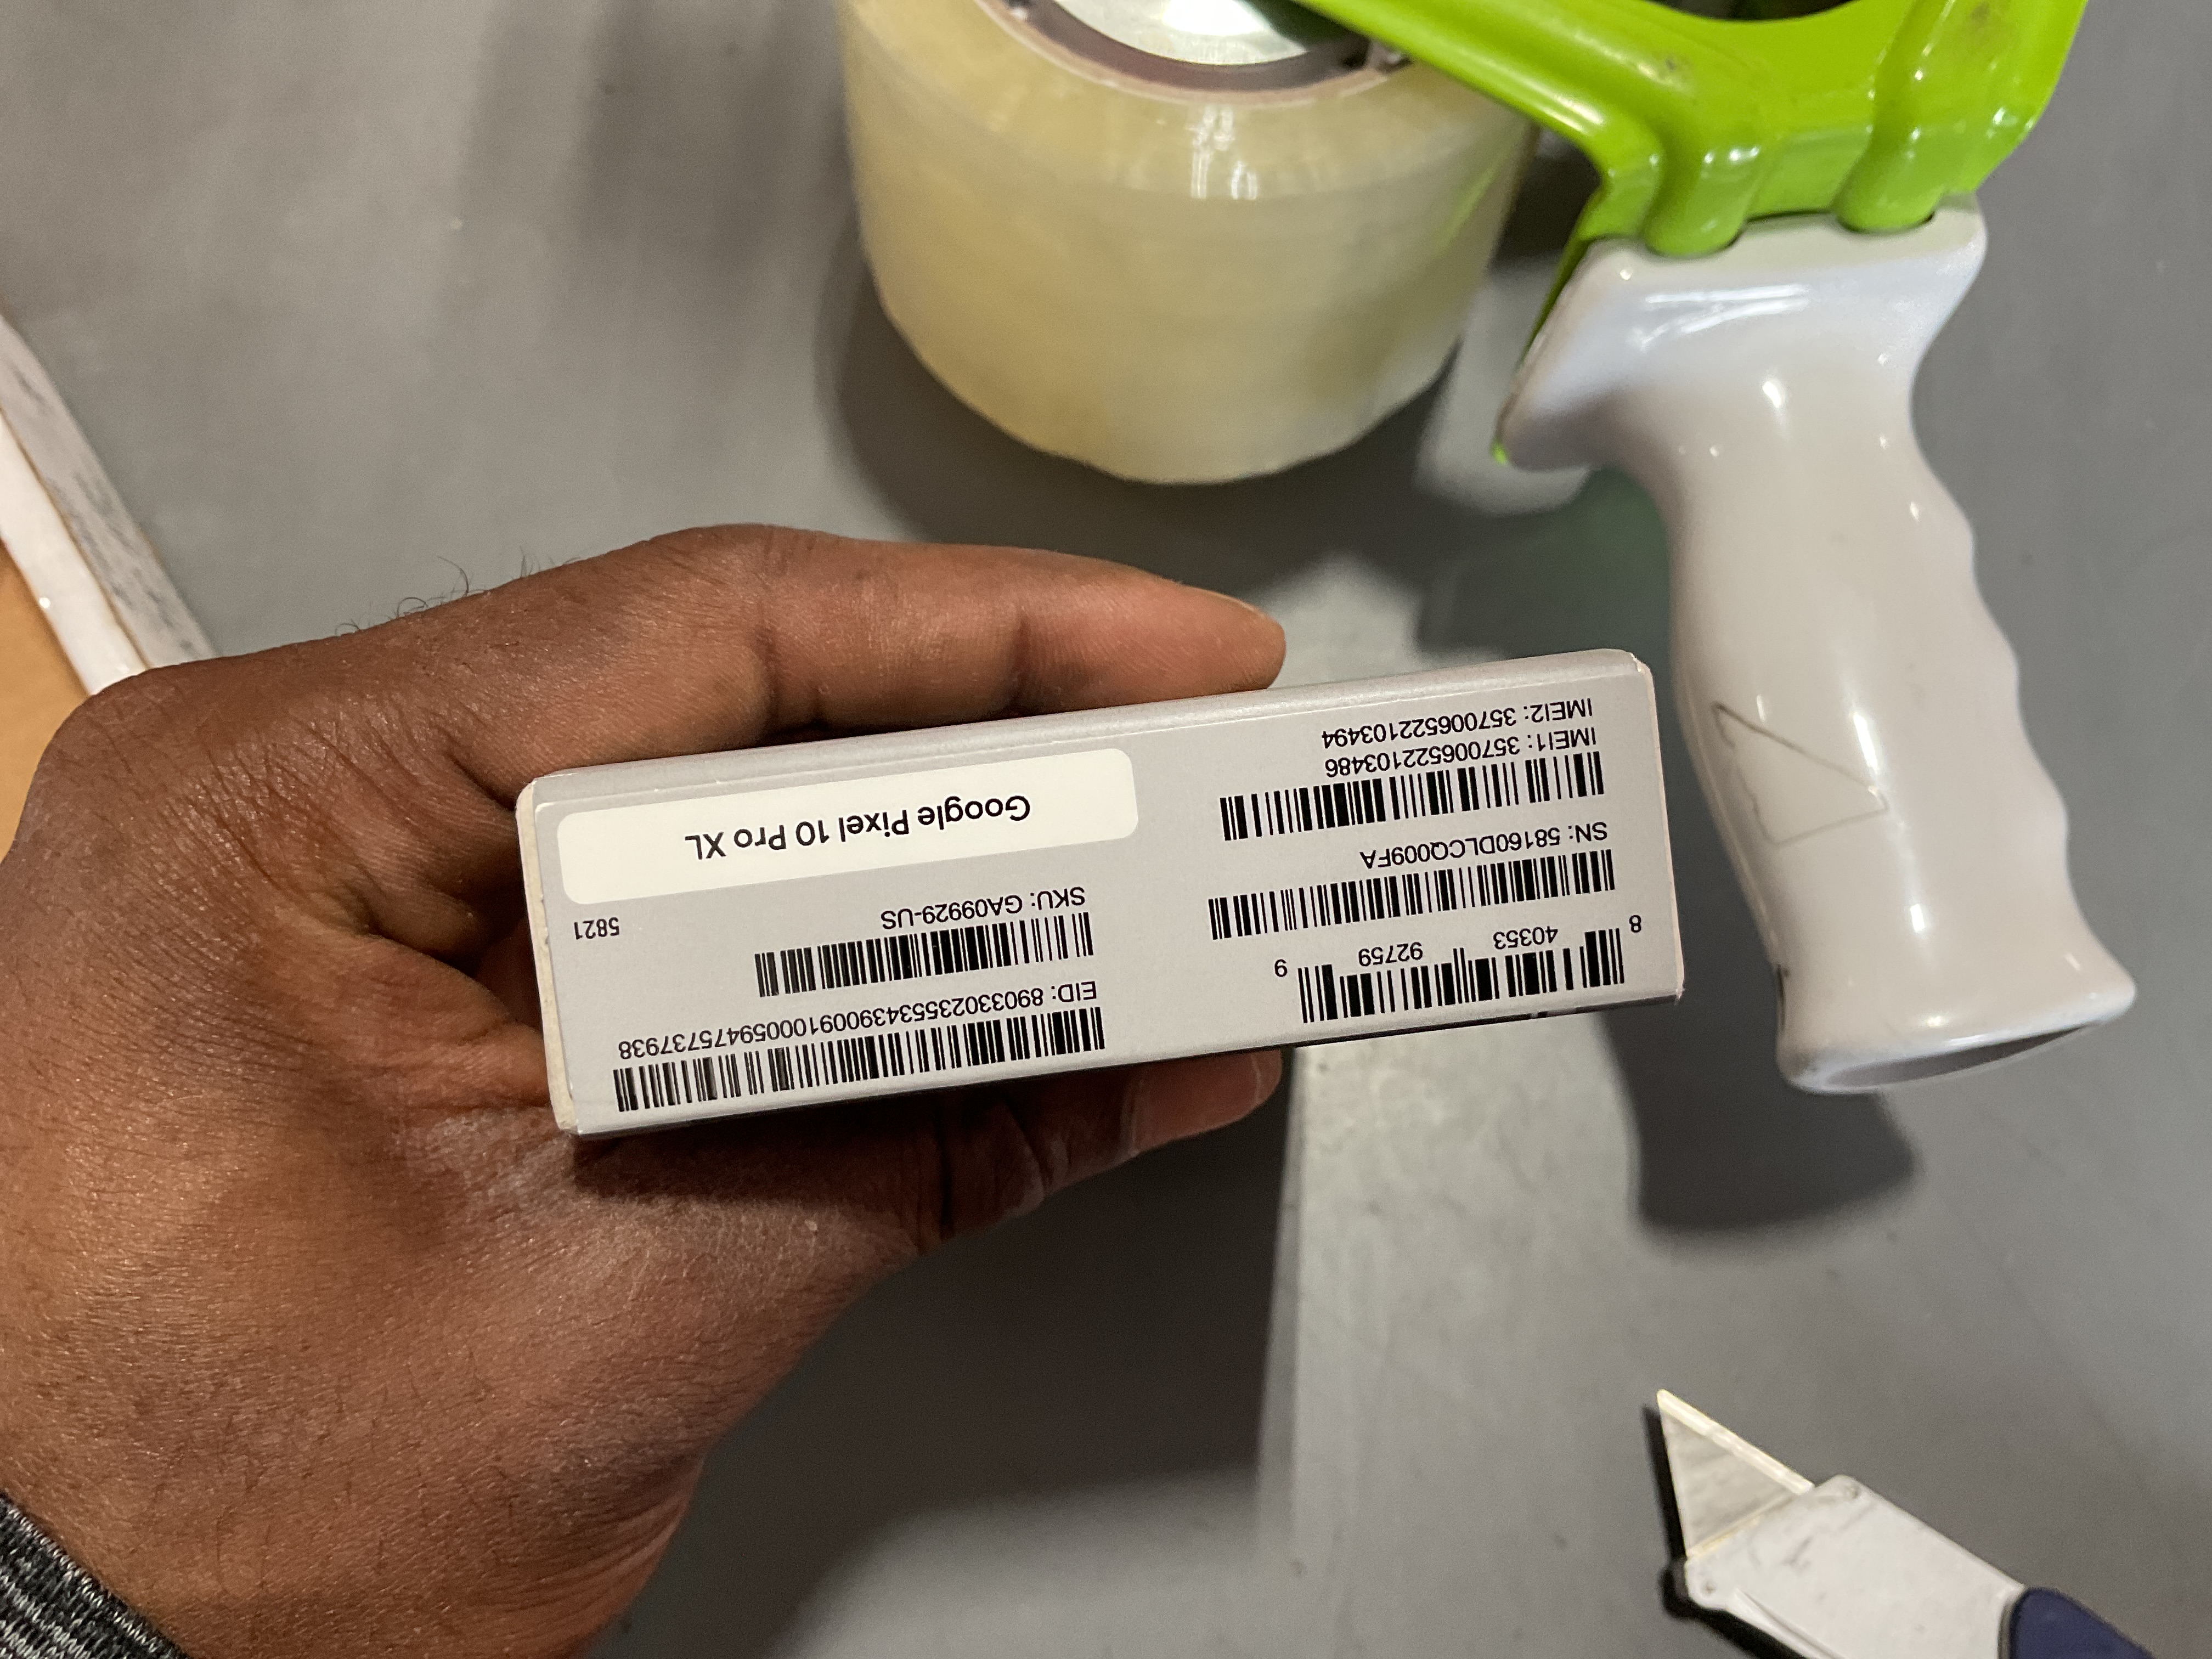 8 40353 92759 9
EID: 8903302355534390009100059475737938
SN: 58160DLCQ009FA
SKU: GA09929-US
5821
IMEI1: 357006522103486
IMEI2: 357006522103494
Google Pixel 10 Pro XL